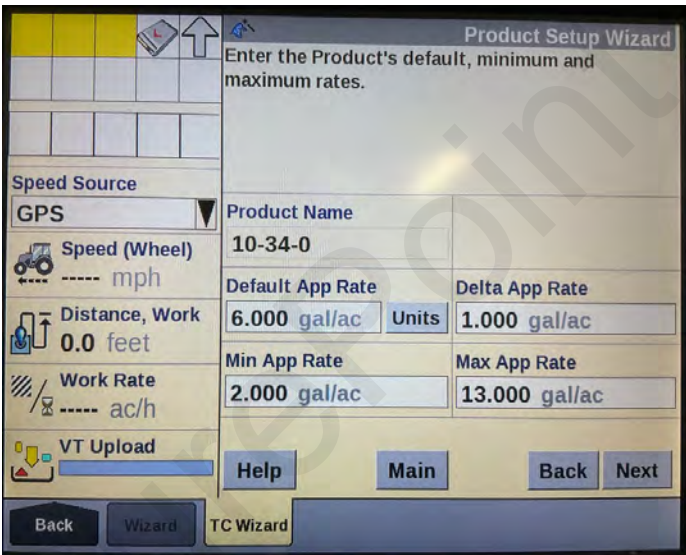 Product Setup Wizard
Enter the Product's default, minimum and
maximum rates.
Speed Source
GPS
Speed (Wheel)
----- mph
Distance, Work
0.0 feet
Work Rate
----- ac/h
VT Upload
Product Name
10-34-0
Default App Rate
6.000 gal/ac
Units
Delta App Rate
1.000 gal/ac
Min App Rate
2.000 gal/ac
Max App Rate
13.000 gal/ac
Help
Main
Back
Next
Back
Wizard
TC Wizard